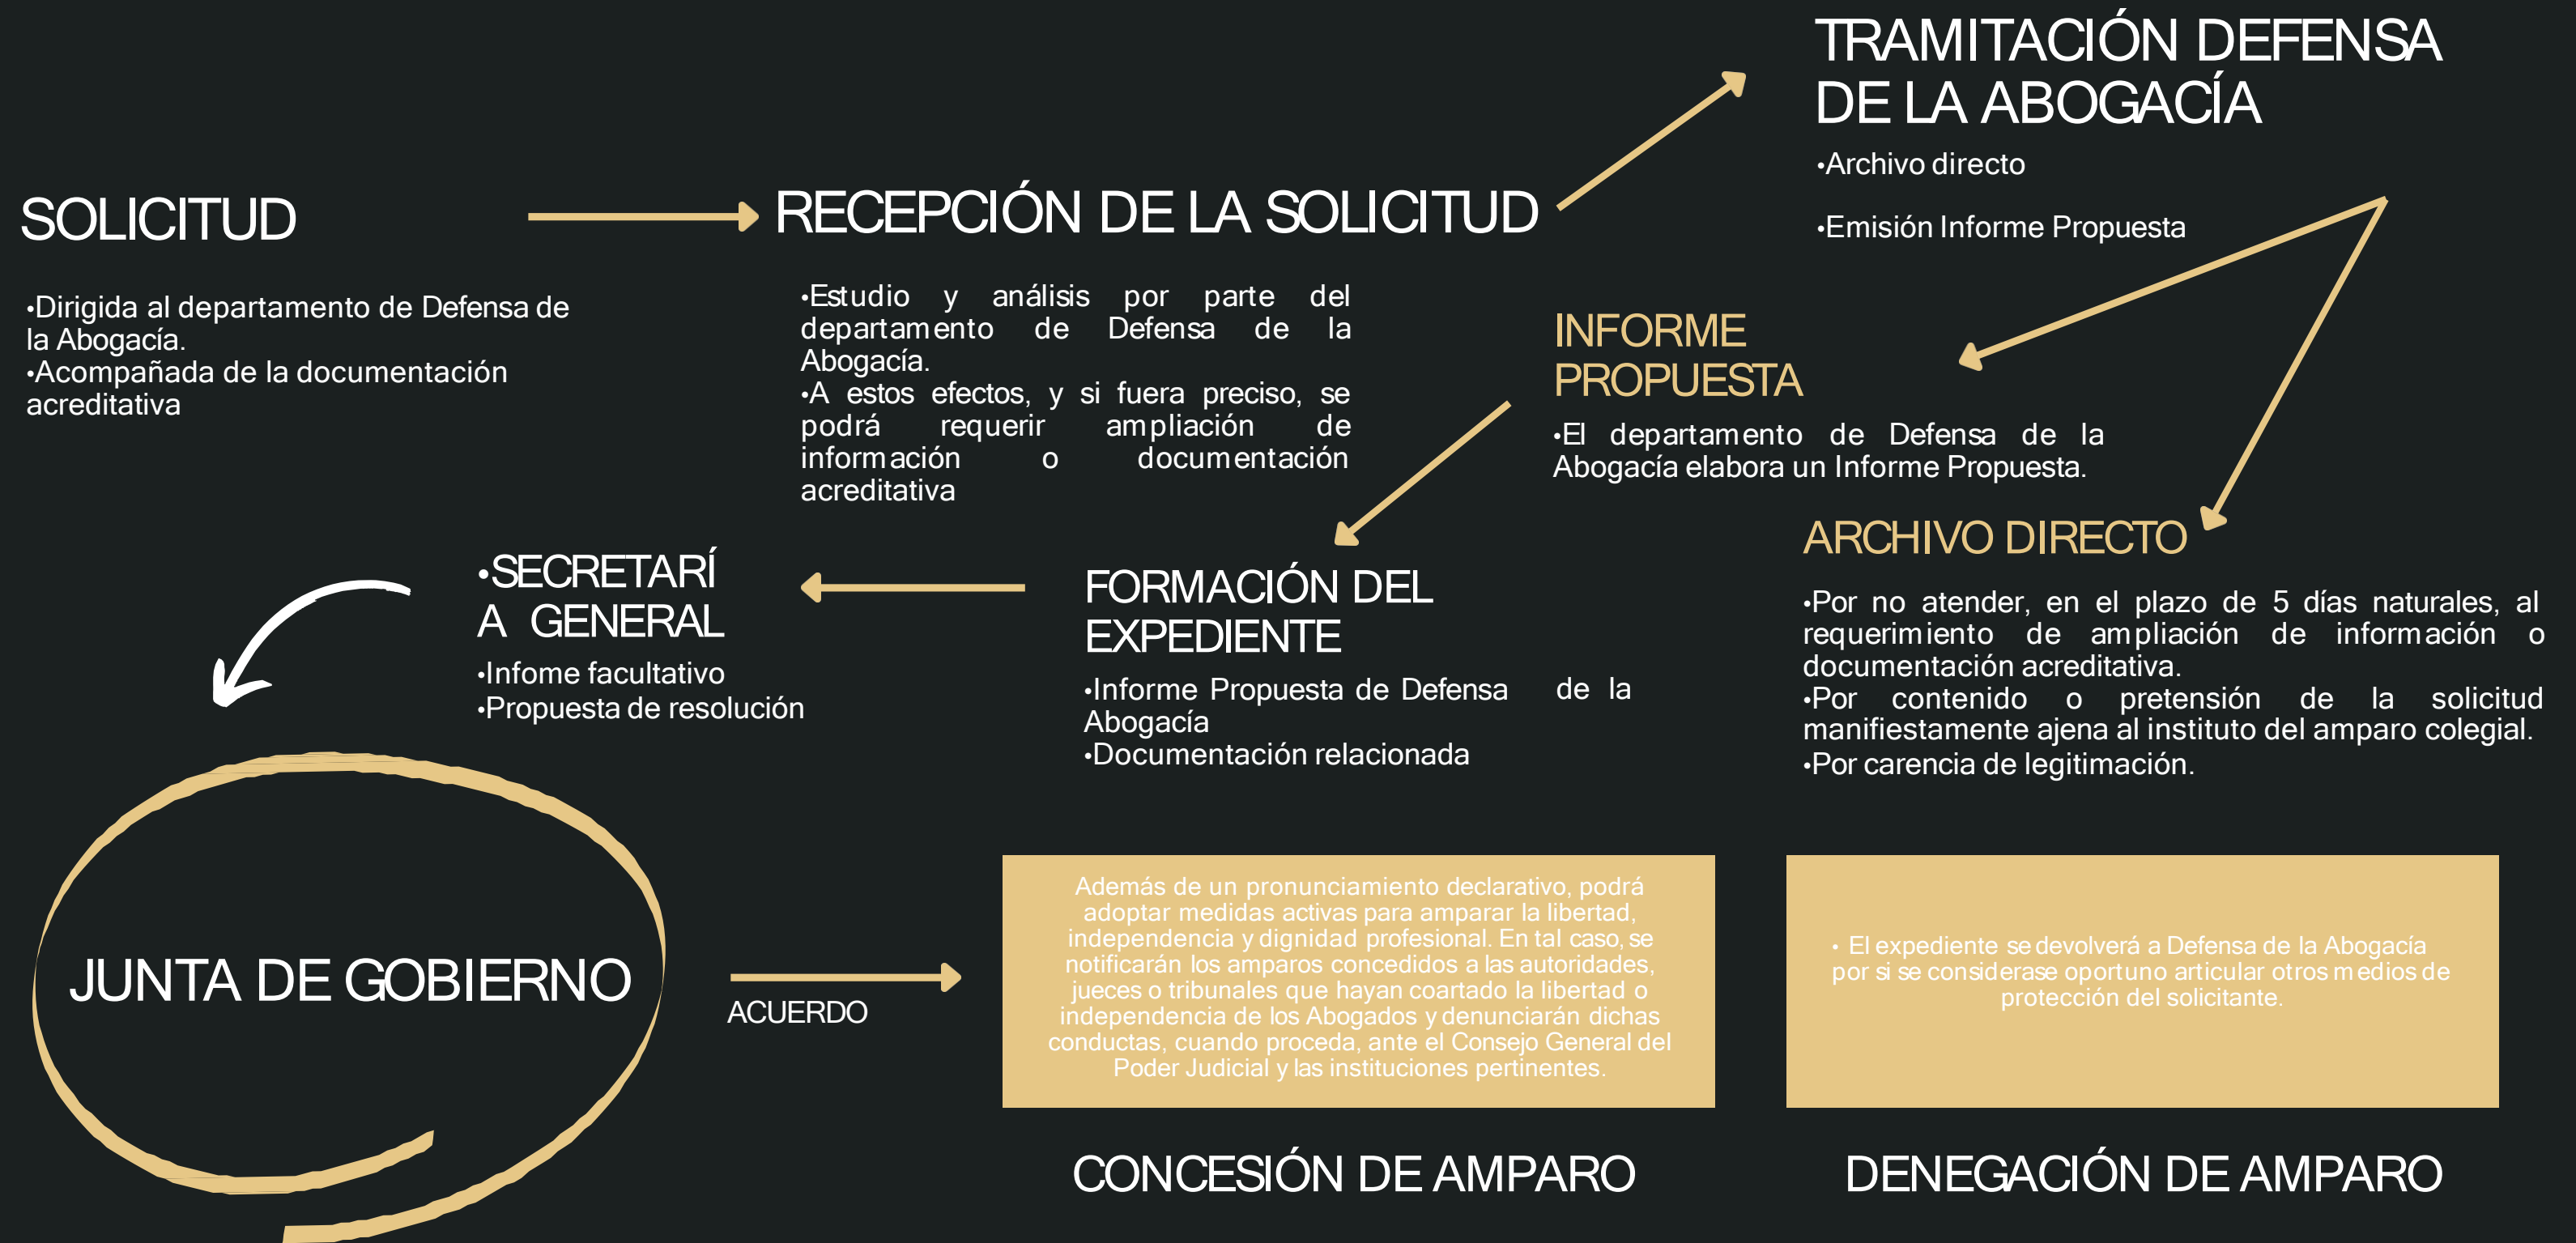 SOLICITUD
•Dirigida al departamento de Defensa de
la Abogacía.
•Acompañada de la documentación
acreditativa
RECEPCIÓN DE LA SOLICITUD
•Estudio y análisis por parte del
departamento de Defensa de la
Abogacía.
•A estos efectos, y si fuera preciso, se
podrá requerir ampliación de
información o documentación
acreditativa
TRAMITACIÓN DEFENSA
DE LA ABOGACÍA
•Archivo directo
•Emisión Informe Propuesta
INFORME
PROPUESTA
•El departamento de Defensa de la
Abogacía elabora un Informe Propuesta.
ARCHIVO DIRECTO
•Por no atender, en el plazo de 5 días naturales, al
requerimiento de ampliación de información o
documentación acreditativa.
•Por contenido o pretensión de la solicitud
manifiestamente ajena al instituto del amparo colegial.
•Por carencia de legitimación.
FORMACIÓN DEL
EXPEDIENTE
•Informe Propuesta de Defensa de la
Abogacía
•Documentación relacionada
•SECRETARÍ
A GENERAL
•Infome facultativo
•Propuesta de resolución
JUNTA DE GOBIERNO
ACUERDO
Además de un pronunciamiento declarativo, podrá
adoptar medidas activas para amparar la libertad,
independencia y dignidad profesional. En tal caso, se
notificarán los amparos concedidos a las autoridades,
jueces o tribunales que hayan coartado la libertad o
independencia de los Abogados y denunciarán dichas
conductas, cuando proceda, ante el Consejo General del
Poder Judicial y las instituciones pertinentes.
CONCESIÓN DE AMPARO
• El expediente se devolverá a Defensa de la Abogacía
por si se considerase oportuno articular otros medios de
protección del solicitante.
DENEGACIÓN DE AMPARO